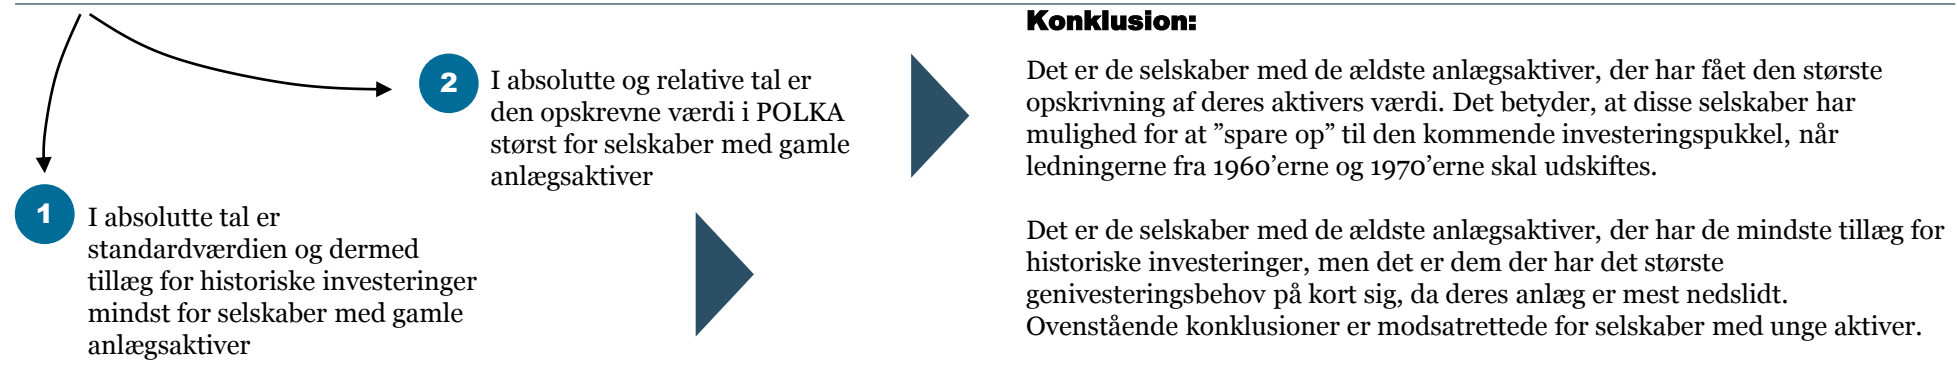 1
I absolutte tal er
standardværdien og dermed
tillæg for historiske investeringer
mindst for selskaber med gamle
anlægsaktiver
2
I absolutte og relative tal er
den opskrevne værdi i POLKA
størst for selskaber med gamle
anlægsaktiver
Konklusion:
Det er de selskaber med de ældste anlægsaktiver, der har fået den største
opskrivning af deres aktivers værdi. Det betyder, at disse selskaber har
mulighed for at ”spare op” til den kommende investeringspukkel, når
ledningerne fra 1960’erne og 1970’erne skal udskiftes.
Det er de selskaber med de ældste anlægsaktiver, der har de mindste tillæg for
historiske investeringer, men det er dem der har det største
genivesteringsbehov på kort sig, da deres anlæg er mest nedslidt.
Ovenstående konklusioner er modsatrettede for selskaber med unge aktiver.